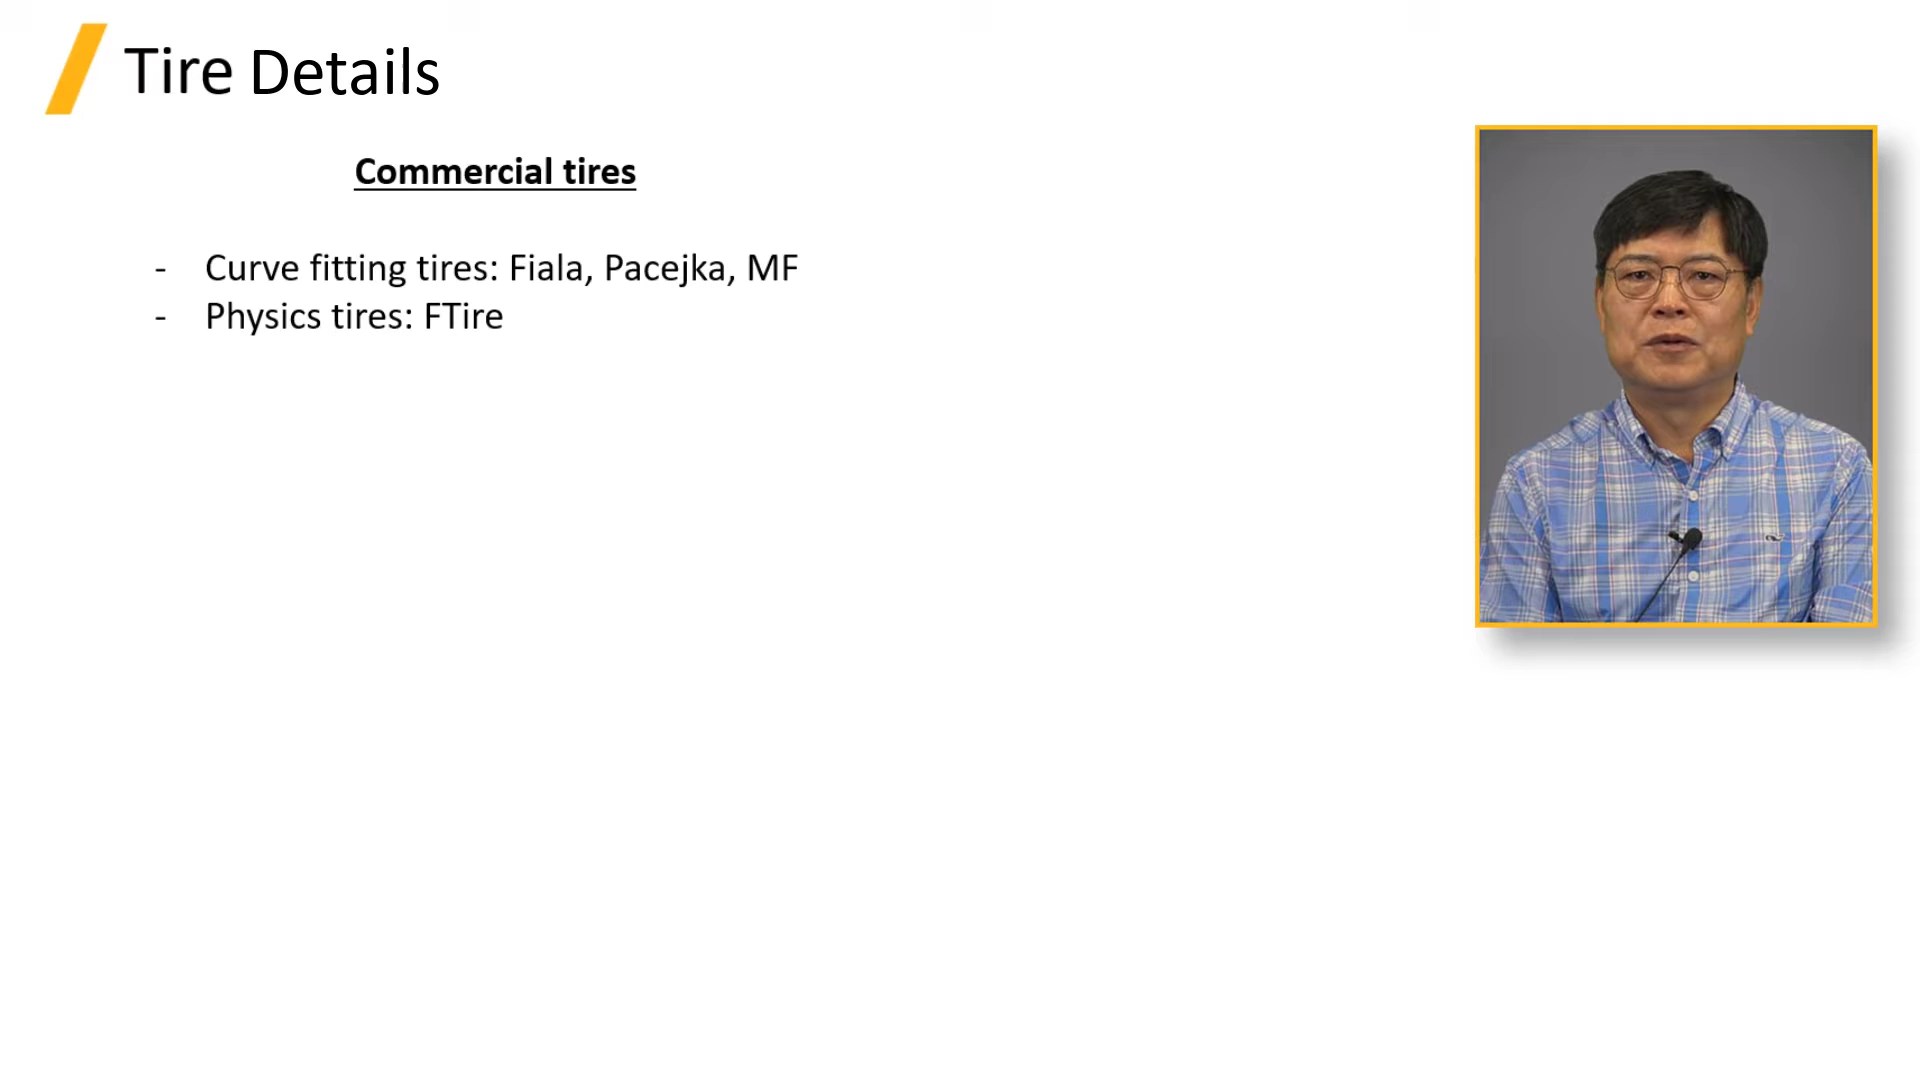 Tire Details
Commercial tires
- Curve fitting tires: Fiala, Pacejka, MF
- Physics tires: FTire